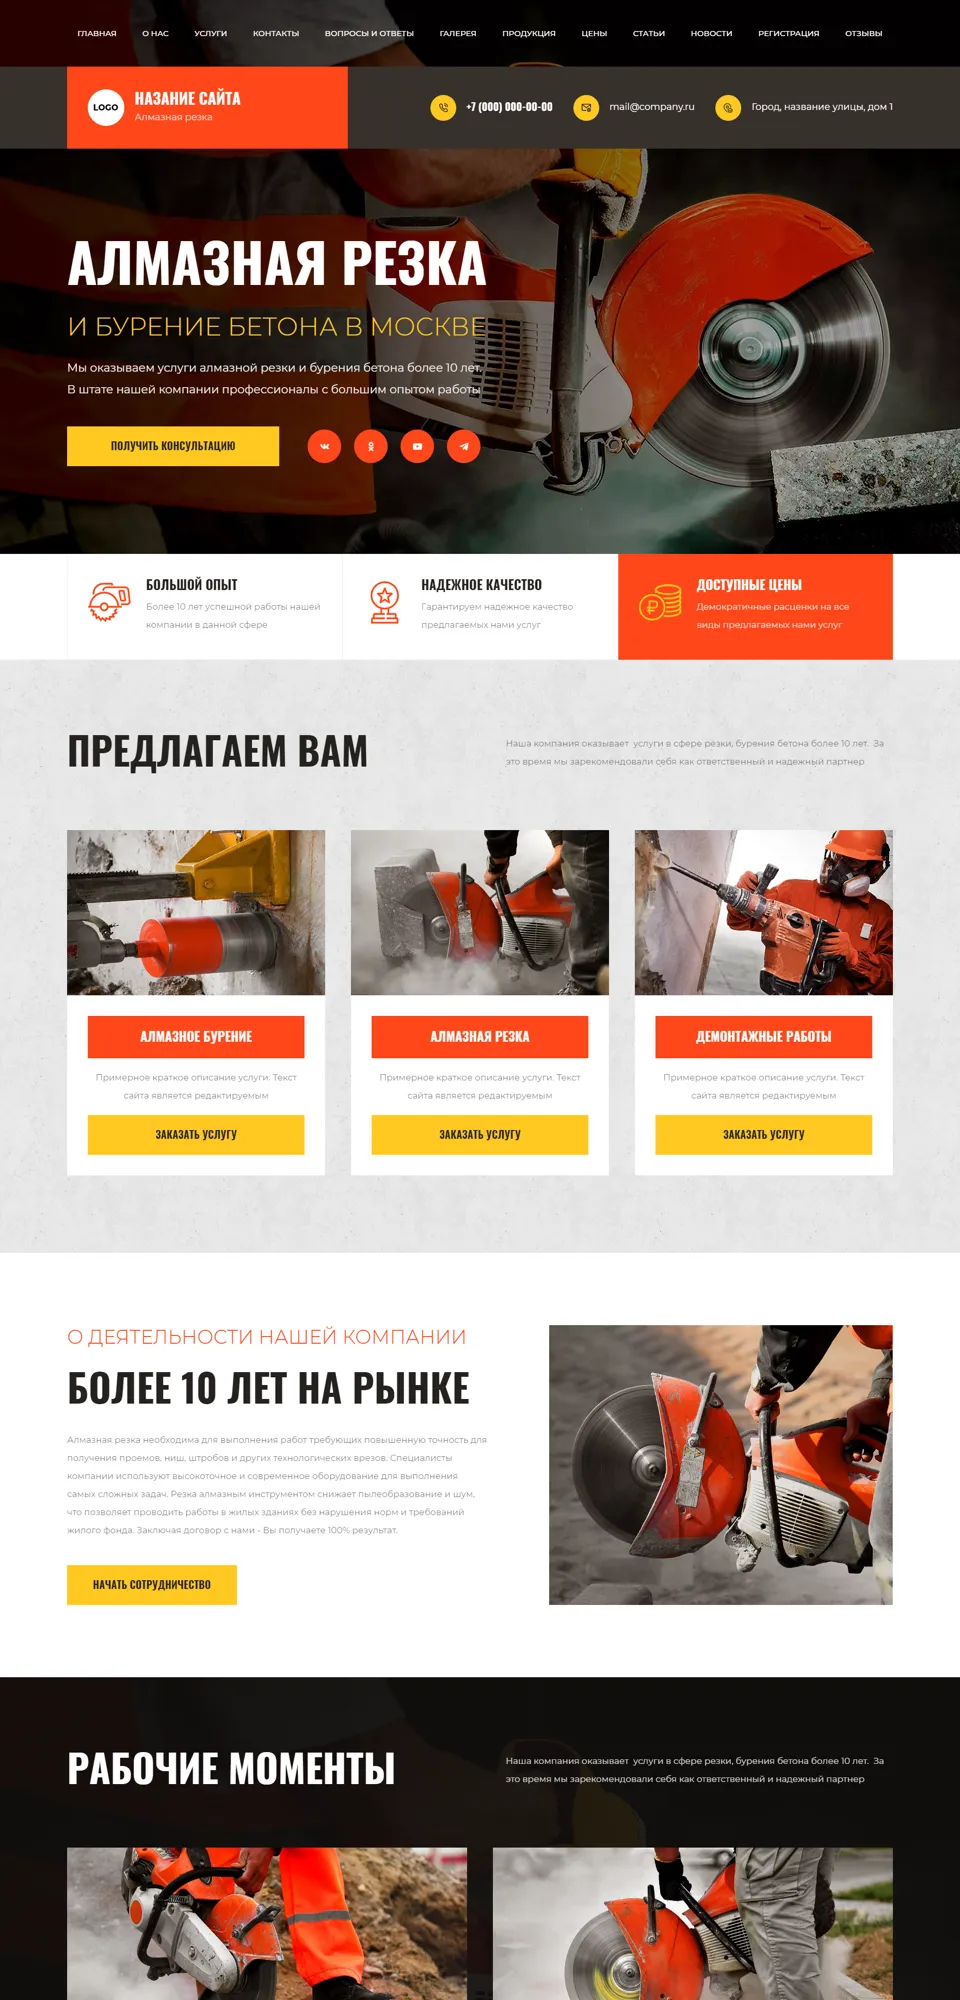 ГЛАВНАЯ О НАС УСЛУГИ КОНТАКТЫ ВОПРОСЫ И ОТВЕТЫ ГАЛЕРЕЯ ПРОДУКЦИЯ ЦЕНЫ СТАТЬИ НОВОСТИ РЕГИСТРАЦИЯ ОТЗЫВЫ
LOGO
НАЗАНИЕ САЙТА
Алмазная резка
+7 (000) 000-00-00
mail@company.ru
Город, название улицы, дом 1
АЛМАЗНАЯ РЕЗКА
И БУРЕНИЕ БЕТОНА В МОСКВЕ
Мы оказываем услуги алмазной резки и бурения бетона более 10 лет.
В штате нашей компании профессионалы с большим опытом работы
ПОЛУЧИТЬ КОНСУЛЬТАЦИЮ
БОЛЬШОЙ ОПЫТ
Более 10 лет успешной работы нашей
компании в данной сфере
НАДЕЖНОЕ КАЧЕСТВО
Гарантируем надежное качество
предлагаемых нами услуг
ДОСТУПНЫЕ ЦЕНЫ
Демократичные расценки на все
виды предлагаемых нами услуг
ПРЕДЛАГАЕМ ВАМ
Наша компания оказывает услуги в сфере резки, бурения бетона более 10 лет. За
это время мы зарекомендовали себя как ответственный и надежный партнер
АЛМАЗНОЕ БУРЕНИЕ
Примерное краткое описание услуги. Текст
сайта является редактируемым
ЗАКАЗАТЬ УСЛУГУ
АЛМАЗНАЯ РЕЗКА
Примерное краткое описание услуги. Текст
сайта является редактируемым
ЗАКАЗАТЬ УСЛУГУ
ДЕМОНТАЖНЫЕ РАБОТЫ
Примерное краткое описание услуги. Текст
сайта является редактируемым
ЗАКАЗАТЬ УСЛУГУ
О ДЕЯТЕЛЬНОСТИ НАШЕЙ КОМПАНИИ
БОЛЕЕ 10 ЛЕТ НА РЫНКЕ
Алмазная резка необходима для выполнения работ требующих повышенную точность для
получения проемов, ниш, штробов и других технологических врезов. Специалисты
компании используют высокоточное и современное оборудование для выполнения
самых сложных задач. Резка алмазным инструментом снижает пылеобразование и шум,
что позволяет проводить работы в жилых зданиях без нарушения норм и требований
жилого фонда. Заключая договор с нами - Вы получаете 100% результат.
НАЧАТЬ СОТРУДНИЧЕСТВО
РАБОЧИЕ МОМЕНТЫ
Наша компания оказывает услуги в сфере резки, бурения бетона более 10 лет. За
это время мы зарекомендовали себя как ответственный и надежный партнер